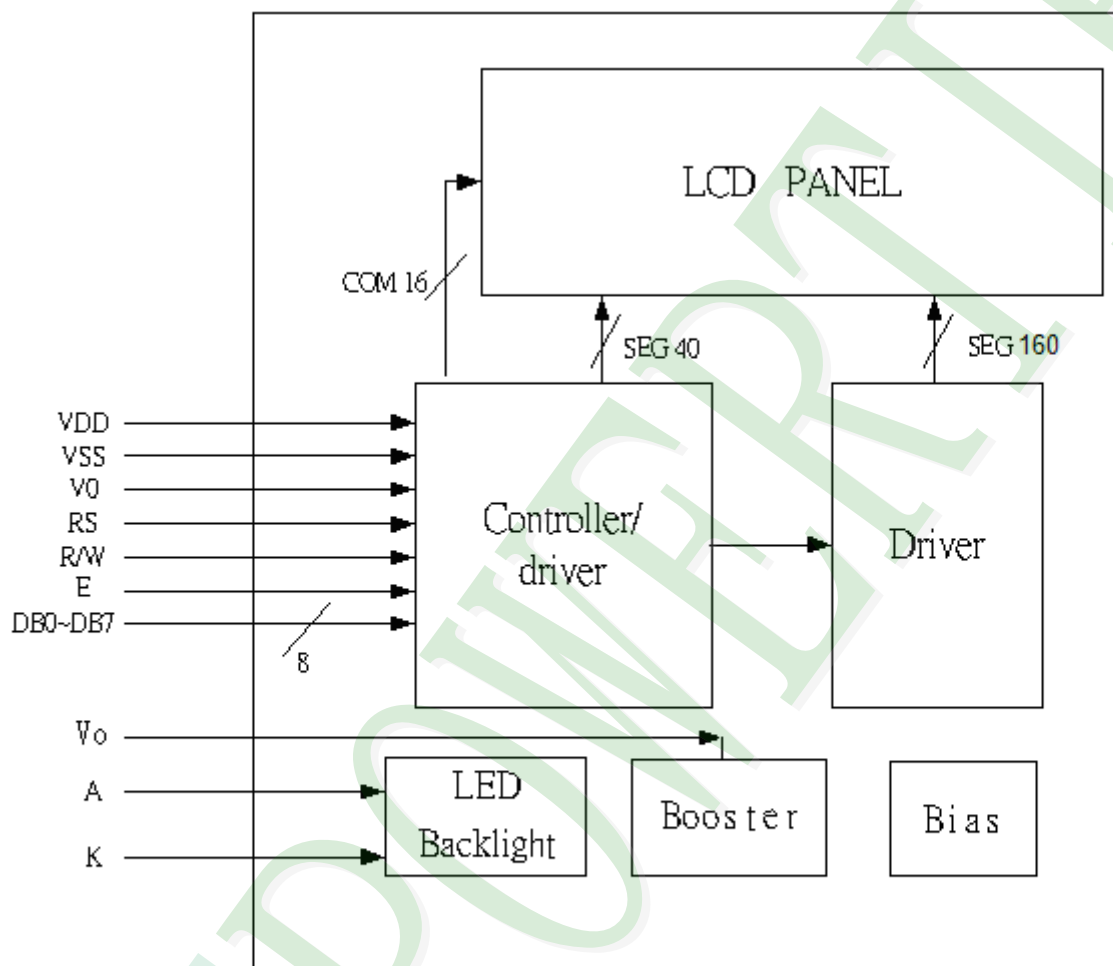 LCD PANEL
COM 16
SEG 40
SEG 160
VDD
VSS
V0
RS
R/W
E
DB0~DB7
8
Controller/
driver
Driver
Vo
A
K
LED
Backlight
Booster
Bias